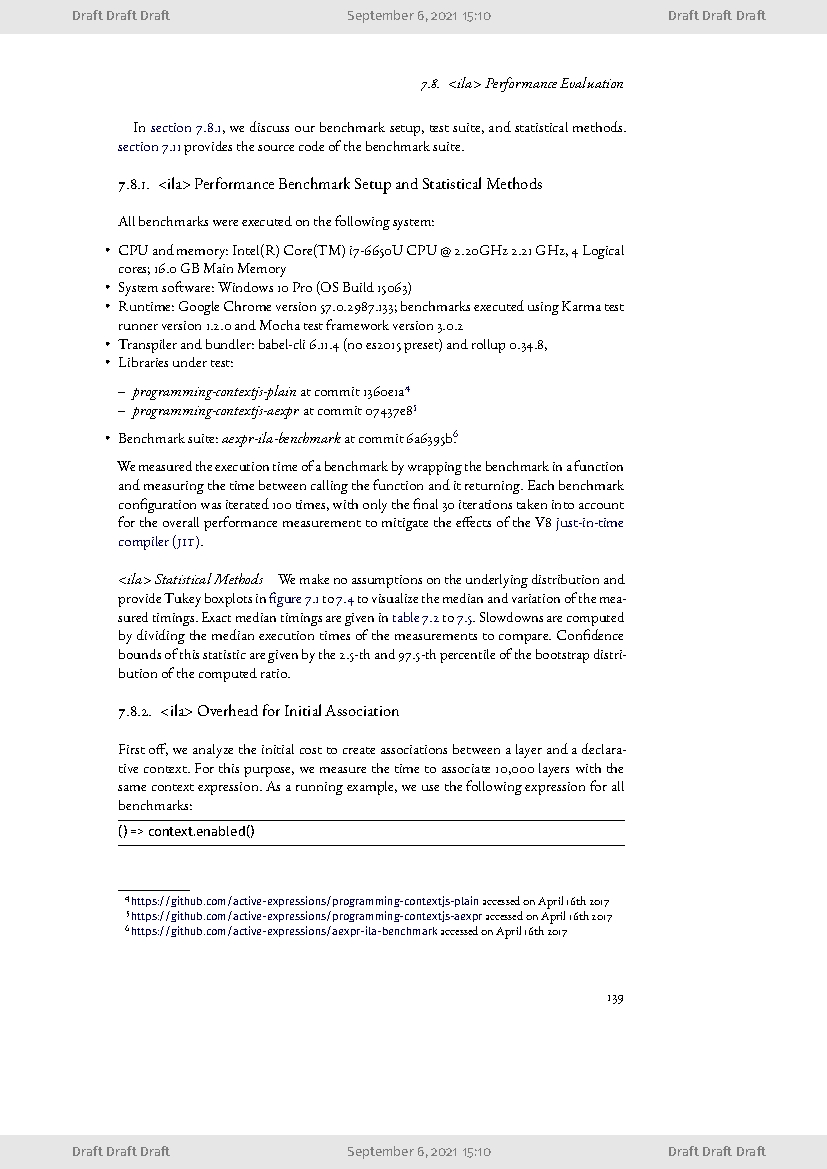 Draft Draft Draft September 6, 2021 15:10 Draft Draft Draft
7.8. <ila> Performance Evaluation
In section 7.8.1, we discuss our benchmark setup, test suite, and statistical methods.
section 7.11 provides the source code of the benchmark suite.
7.8.1. <ila> Performance Benchmark Setup and Statistical Methods
All benchmarks were executed on the following system:
• CPU and memory: Intel(R) Core(TM) i7-6650U CPU @ 2.20GHz 2.21 GHz, 4 Logical
cores; 16.0 GB Main Memory
• System software: Windows 10 Pro (OS Build 15063)
• Runtime: Google Chrome version 57.0.2987.133; benchmarks executed using Karma test
runner version 1.2.0 and Mocha test framework version 3.0.2
• Transpiler and bundler: babel-cli 6.11.4 (no es2015 preset) and rollup 0.34.8,
• Libraries under test:
– programming-contextjs-plain at commit 1360e1a4
– programming-contextjs-aexpr at commit 07437e85
• Benchmark suite: aexpr-ila-benchmark at commit 6a6395b6.
We measured the execution time of a benchmark by wrapping the benchmark in a function
and measuring the time between calling the function and it returning. Each benchmark
configuration was iterated 100 times, with only the final 30 iterations taken into account
for the overall performance measurement to mitigate the effects of the V8 just-in-time
compiler (JIT).
<ila> Statistical Methods We make no assumptions on the underlying distribution and
provide Tukey boxplots in figure 7.1 to 7.4 to visualize the median and variation of the mea-
sured timings. Exact median timings are given in table 7.2 to 7.5. Slowdowns are computed
by dividing the median execution times of the measurements to compare. Confidence
bounds of this statistic are given by the 2.5-th and 97.5-th percentile of the bootstrap distri-
bution of the computed ratio.
7.8.2. <ila> Overhead for Initial Association
First off, we analyze the initial cost to create associations between a layer and a declara-
tive context. For this purpose, we measure the time to associate 10,000 layers with the
same context expression. As a running example, we use the following expression for all
benchmarks:
() => context.enabled()
4https://github.com/active-expressions/programming-contextjs-plain accessed on April 16th 2017
5https://github.com/active-expressions/programming-contextjs-aexpr accessed on April 16th 2017
6https://github.com/active-expressions/aexpr-ila-benchmark accessed on April 16th 2017
139
Draft Draft Draft September 6, 2021 15:10 Draft Draft Draft